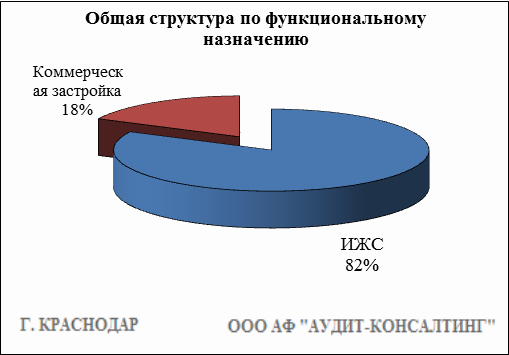 Общая структура по функциональному
назначению
Коммерческ
ая застройка
18%
ИЖС
82%
Г. КРАСНОДАР
ООО АФ "АУДИТ-КОНСАЛТИНГ"